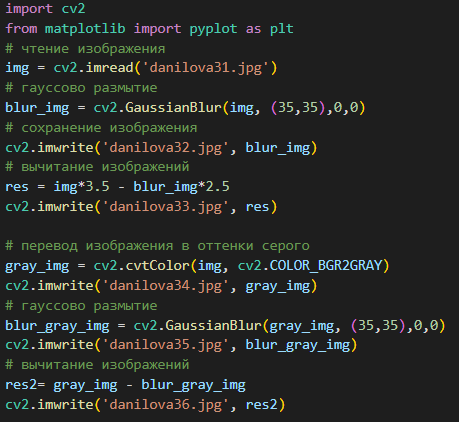 import cv2
from matplotlib import pyplot as plt
# чтение изображения
img = cv2.imread('danilova31.jpg')
# гауссово размытие
blur_img = cv2.GaussianBlur(img, (35,35),0,0)
# сохранение изображения
cv2.imwrite('danilova32.jpg', blur_img)
# вычитание изображений
res = img*3.5 - blur_img*2.5
cv2.imwrite('danilova33.jpg', res)

# перевод изображения в оттенки серого
gray_img = cv2.cvtColor(img, cv2.COLOR_BGR2GRAY)
cv2.imwrite('danilova34.jpg', gray_img)
# гауссово размытие
blur_gray_img = cv2.GaussianBlur(gray_img, (35,35),0,0)
cv2.imwrite('danilova35.jpg', blur_gray_img)
# вычитание изображений
res2= gray_img - blur_gray_img
cv2.imwrite('danilova36.jpg', res2)